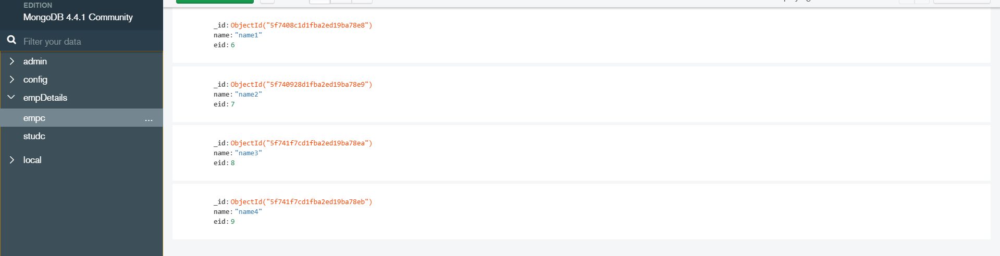 EDITION
MongoDB 4.4.1 Community
Filter your data
admin
config
empDetails
empc ...
studc
local
_id: ObjectId("5f7408c1d1fba2ed19ba78e8")
name: "name1"
eid: 6
_id: ObjectId("5f740928d1fba2ed19ba78e9")
name: "name2"
eid: 7
_id: ObjectId("5f741f7cd1fba2ed19ba78ea")
name: "name3"
eid: 8
_id: ObjectId("5f741f7cd1fba2ed19ba78eb")
name: "name4"
eid: 9